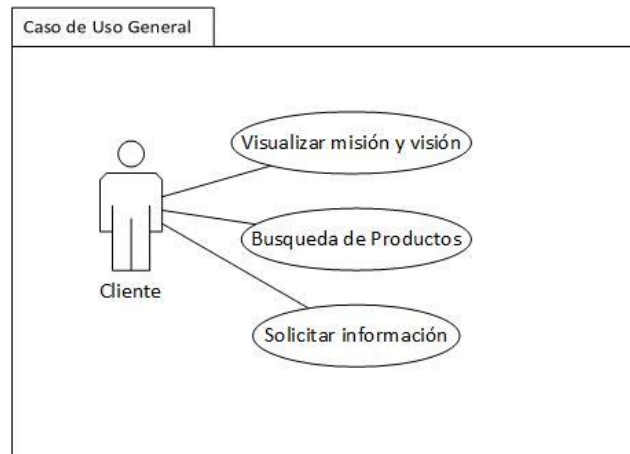 Caso de Uso General
Visualizar misión y visión
Busqueda de Productos
Cliente
Solicitar información